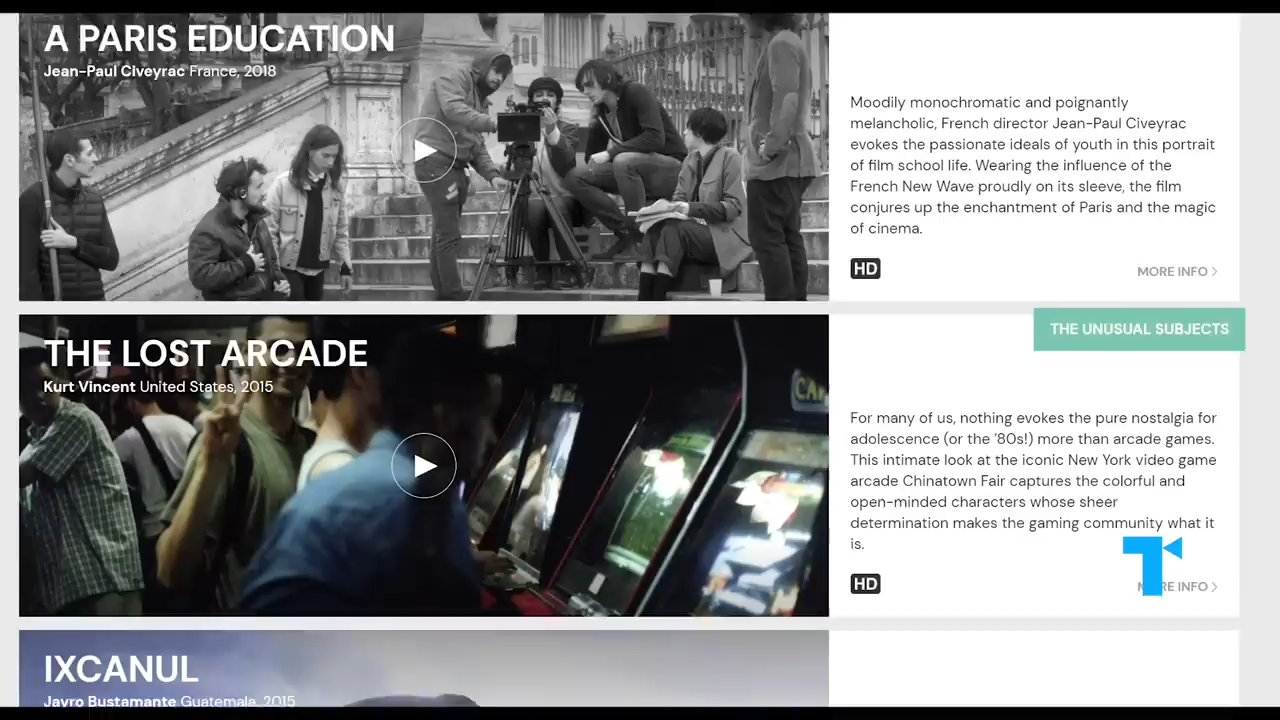 A PARIS EDUCATION
Jean-Paul Civeyrac France, 2018
Moodily monochromatic and poignantly
melancholic, French director Jean-Paul Civeyrac
evokes the passionate ideals of youth in this portrait
of film school life. Wearing the influence of the
French New Wave proudly on its sleeve, the film
conjures up the enchantment of Paris and the magic
of cinema.
HD
MORE INFO >
THE UNUSUAL SUBJECTS
THE LOST ARCADE
Kurt Vincent United States, 2015
For many of us, nothing evokes the pure nostalgia for
adolescence (or the '80s!) more than arcade games.
This intimate look at the iconic New York video game
arcade Chinatown Fair captures the colorful and
open-minded characters whose sheer
determination makes the gaming community what it
is.
HD
MORE INFO >
IXCANUL
Jayro Bustamante Guatemala, 2015